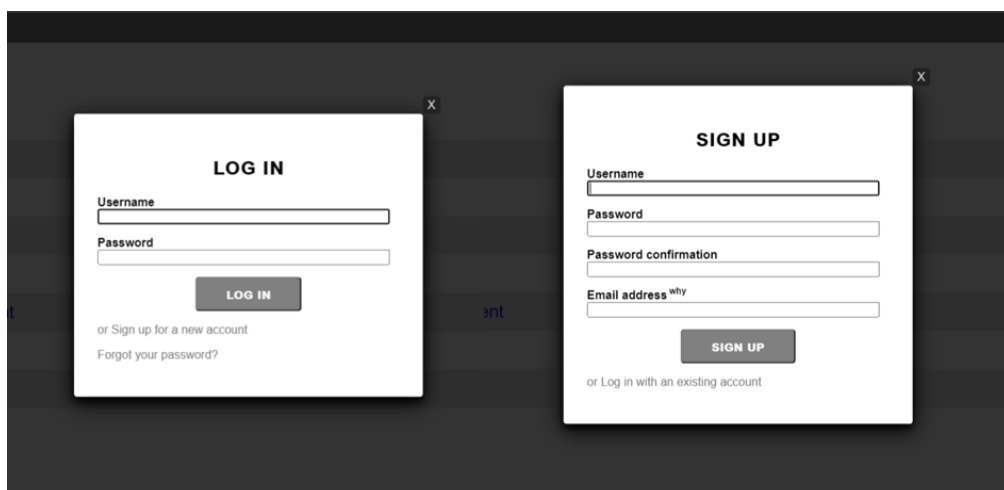 X
LOG IN
Username
Password
LOG IN
or Sign up for a new account
Forgot your password?
X
SIGN UP
Username
Password
Password confirmation
Email address why
SIGN UP
or Log in with an existing account